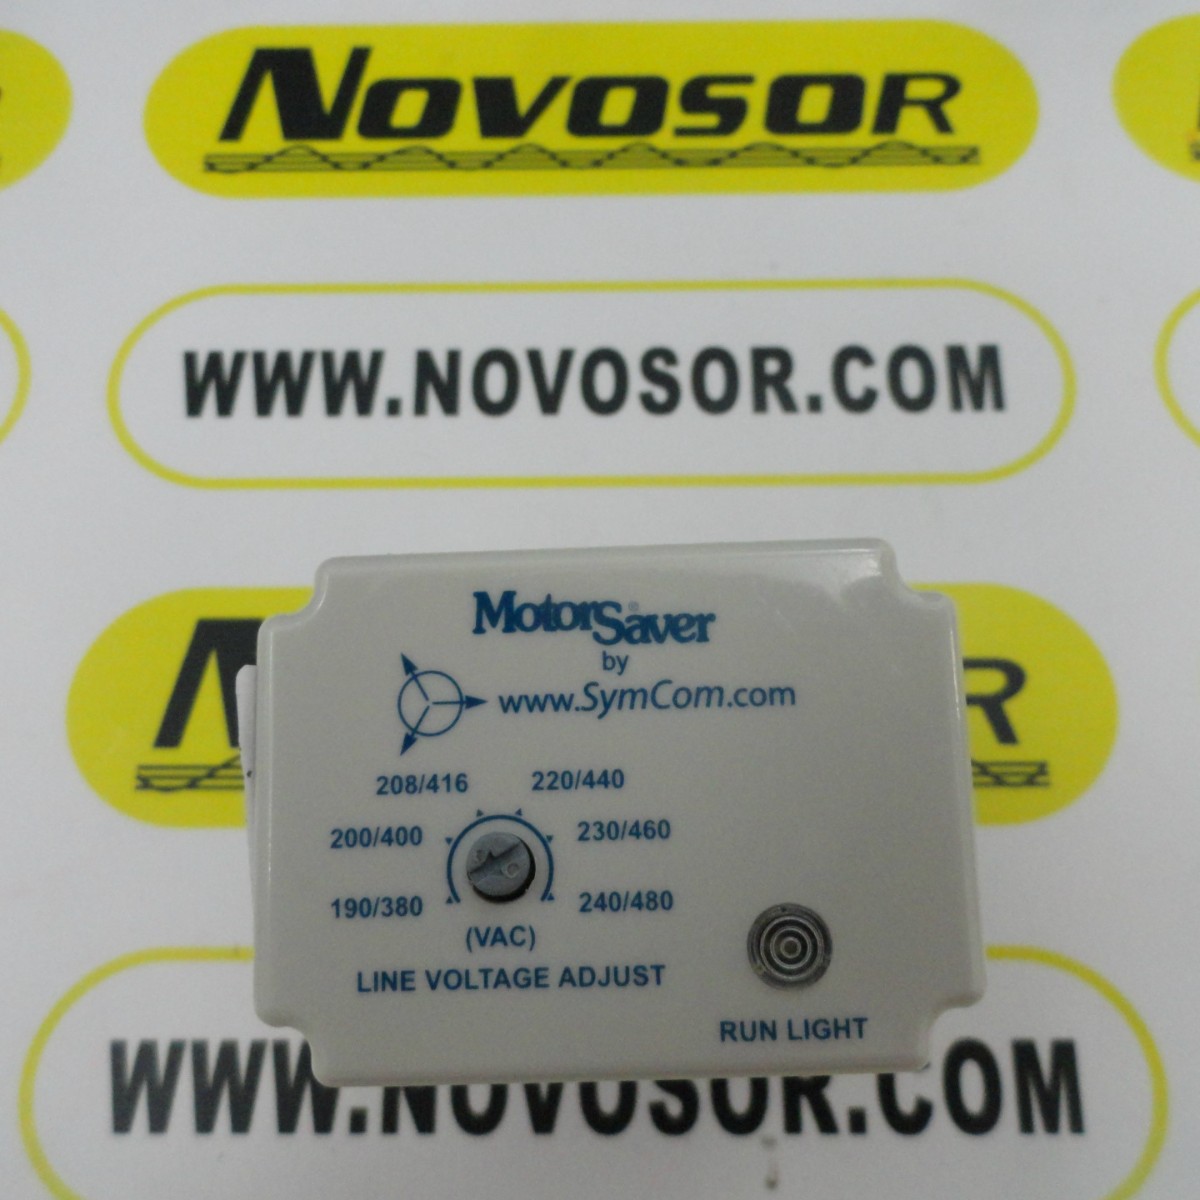 NOVOSOR
WWW.NOVOSOR.COM
MotorSaver®
by
www.SymCom.com
208/416 220/440
200/400 230/460
190/380 240/480
(VAC)
LINE VOLTAGE ADJUST
RUN LIGHT
WWW.NOVOSOR.COM